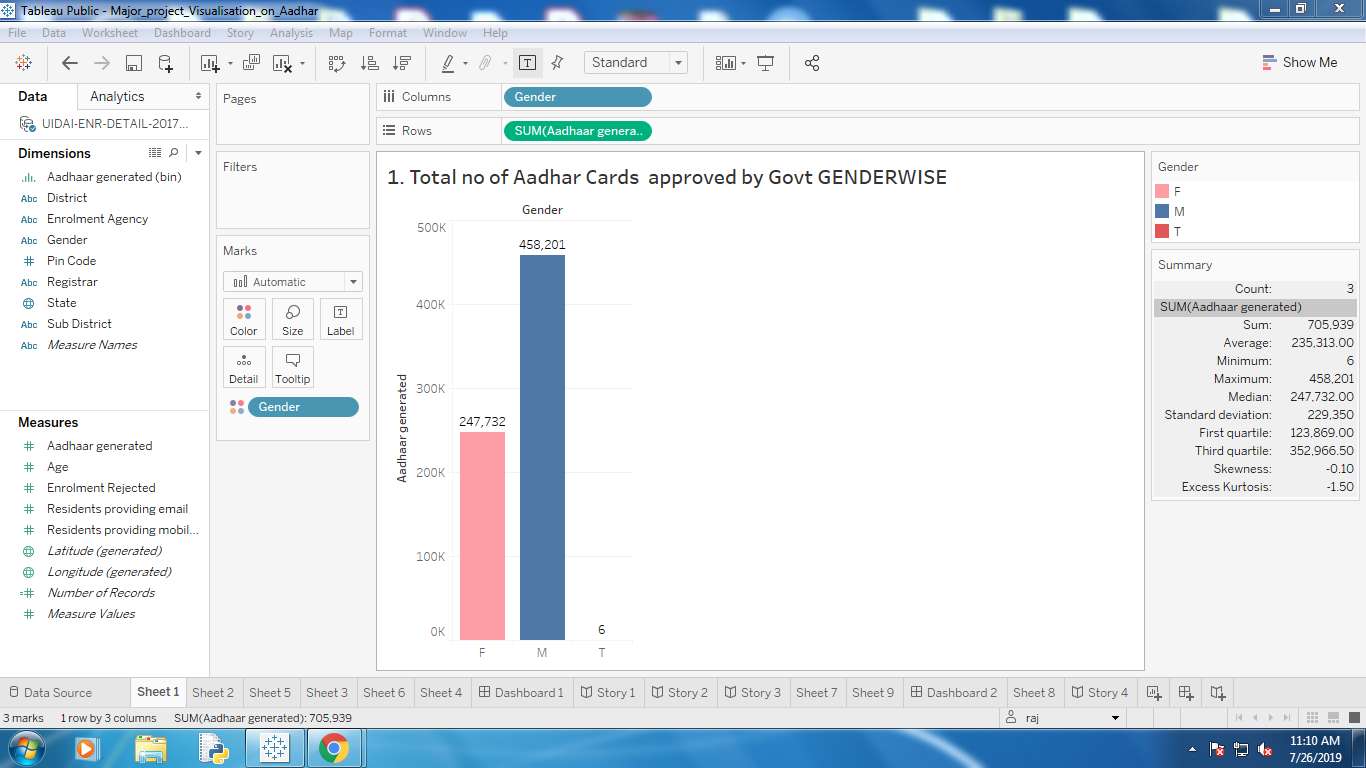 Tableau Public - Major_project_Visualisation_on_Aadhar
File Data Worksheet Dashboard Story Analysis Map Format Window Help
Standard
Show Me
Data Analytics
UIDAI-ENR-DETAIL-2017...
Dimensions
Aadhaar generated (bin)
Abc District
Abc Enrolment Agency
Abc Gender
# Pin Code
Abc Registrar
State
Abc Sub District
Abc Measure Names
Measures
# Aadhaar generated
# Age
# Enrolment Rejected
# Residents providing email
# Residents providing mobil...
Latitude (generated)
Longitude (generated)
=# Number of Records
# Measure Values
Pages
Filters
Marks
Automatic
Color Size Label
Detail Tooltip
Gender
Columns Gender
Rows SUM(Aadhaar genera..
1. Total no of Aadhar Cards approved by Govt GENDERWISE
Gender
500K
400K
300K
200K
100K
0K
Aadhaar generated
247,732
458,201
6
F M T
Gender
F
M
T
Summary
Count: 3
SUM(Aadhaar generated)
Sum: 705,939
Average: 235,313.00
Minimum: 6
Maximum: 458,201
Median: 247,732.00
Standard deviation: 229,350
First quartile: 123,869.00
Third quartile: 352,966.50
Skewness: -0.10
Excess Kurtosis: -1.50
Data Source Sheet 1 Sheet 2 Sheet 5 Sheet 3 Sheet 6 Sheet 4 Dashboard 1 Story 1 Story 2 Story 3 Sheet 7 Sheet 9 Dashboard 2 Sheet 8 Story 4
3 marks 1 row by 3 columns SUM(Aadhaar generated): 705,939
raj
11:10 AM
7/26/2019